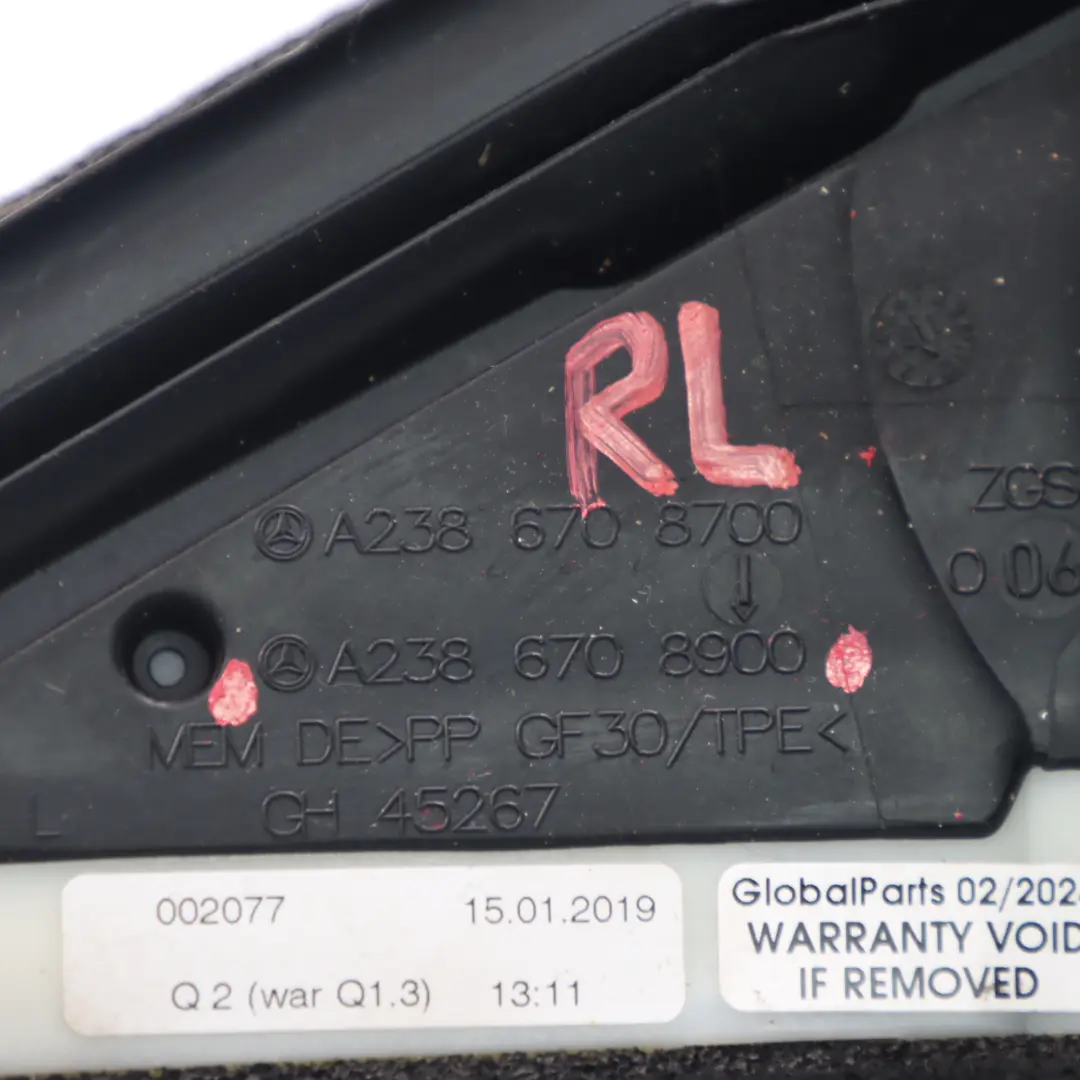 RL
A238 670 8700
ZGS
A238 670 8900
006
MEM DE>PP GF30/TPE<
L GH 45267
002077 15.01.2019
Q 2 (war Q1.3) 13:11
GlobalParts 02/202
WARRANTY VOID
IF REMOVED